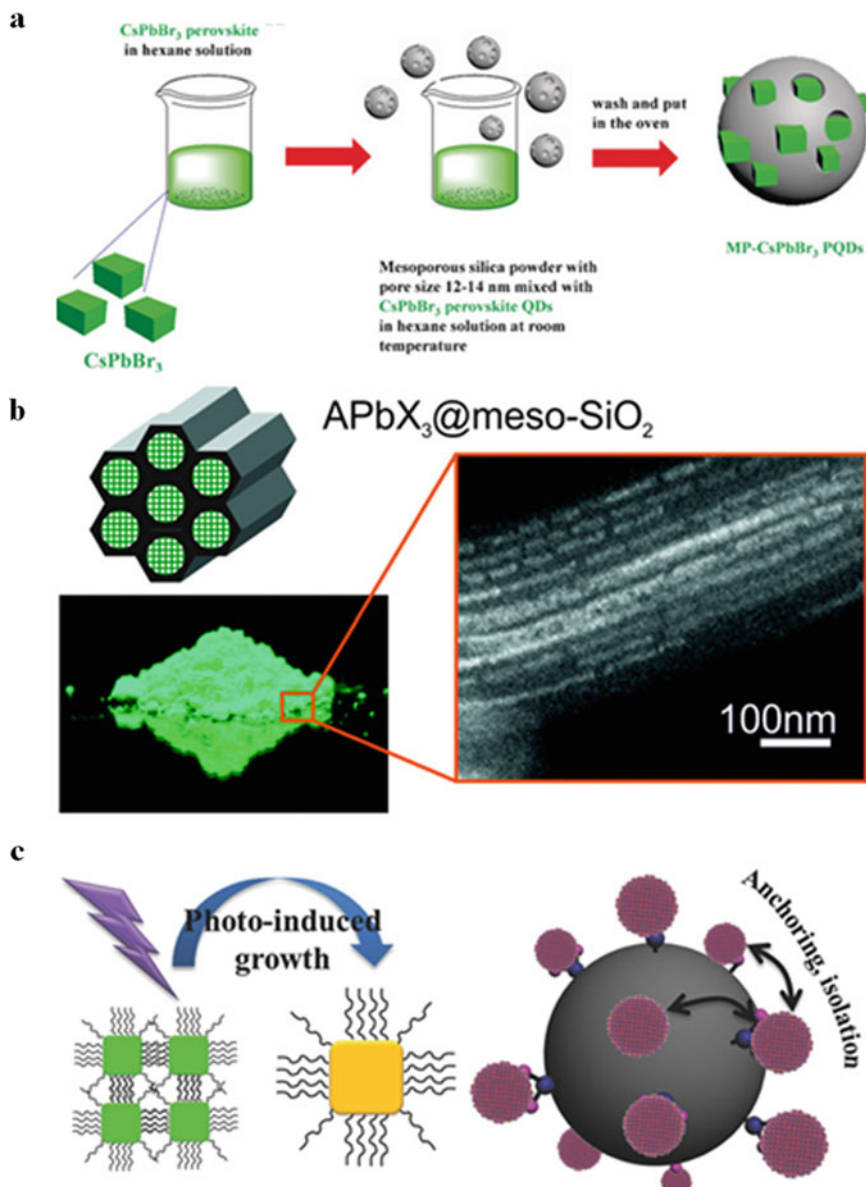 a
CsPbBr₃ perovskite
in hexane solution
wash and put
in the oven
CsPbBr₃
Mesoporous silica powder with
pore size 12-14 nm mixed with
CsPbBr₃ perovskite QDs
in hexane solution at room
temperature
MP-CsPbBr₃ PQDs
b
APbX₃@meso-SiO₂
100nm
c
Photo-induced
growth
Anchoring, isolation